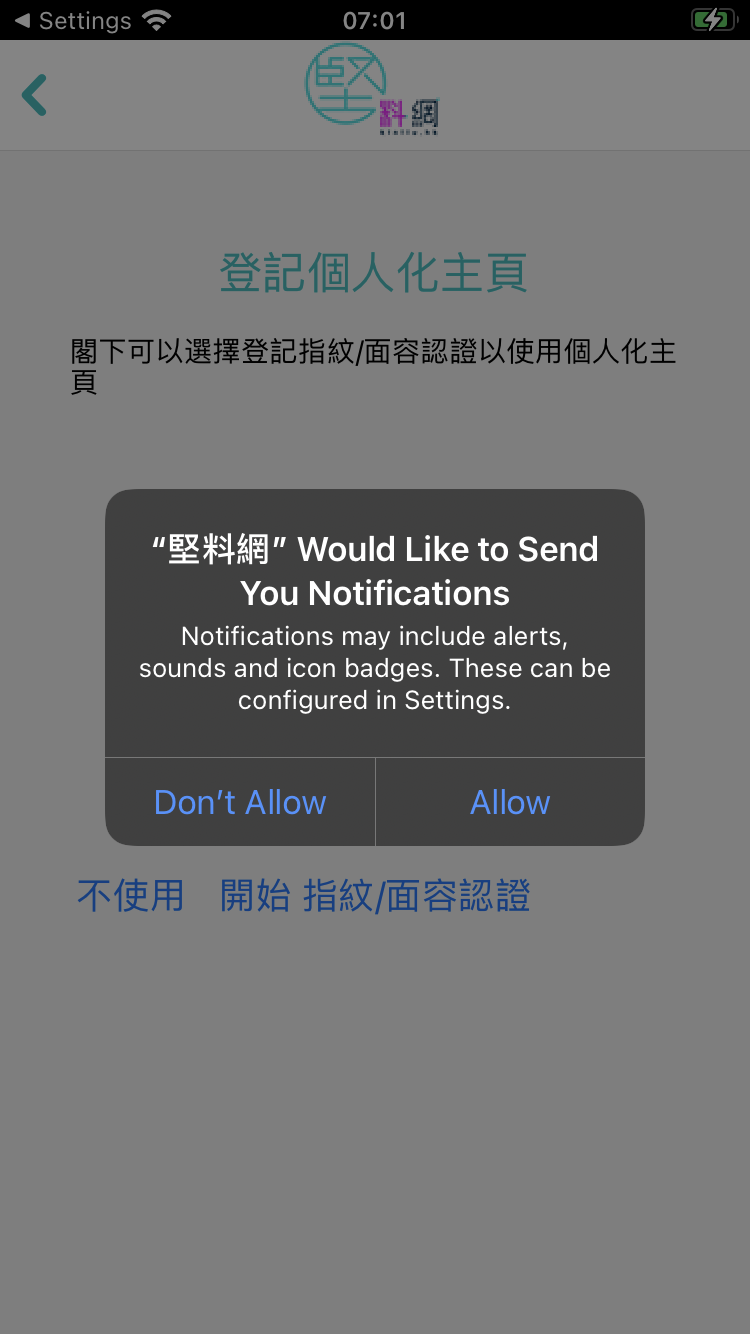 ◀ Settings
07:01
堅
料網
登記個人化主頁
閣下可以選擇登記指紋/面容認證以使用個人化主
頁
“堅料網” Would Like to Send
You Notifications
Notifications may include alerts,
sounds and icon badges. These can be
configured in Settings.
Don’t Allow
Allow
不使用 開始 指紋/面容認證